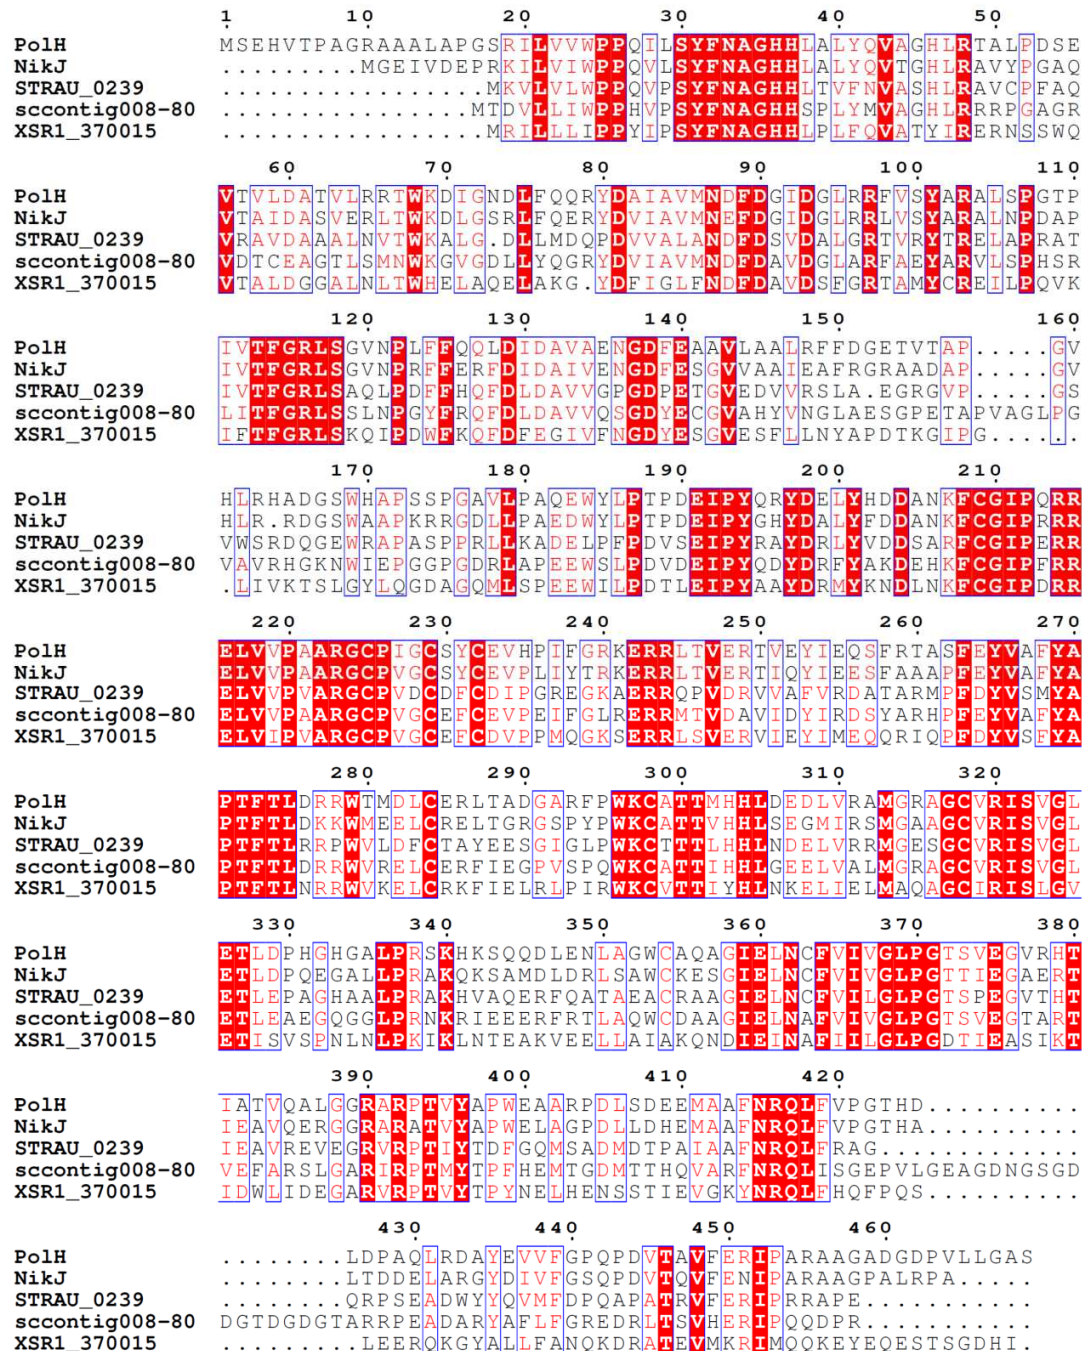 1 10 20 30 40 50
PolH MSEHVTPAGRAAALAPGSRILVVWPPQILSYFNAGHHLALYQVAGHLRTALPDSE
NikJ .........MGEIVDEPRKILVIWPPQVLSYFNAGHHLALYQVTGHLRAVYPGAQ
STRAU_0239 .................MKVLVLWPPQVPSYFNAGHHLTVFNVASHLRAVCPFAQ
sccontig008-80 ................MTDVLLIWPPHVPSYFNAGHHSPLYMVAGHLRRRPGAGR
XSR1_370015 .................MRILLLIPPYIPSYFNAGHHLPLFQVATYIRERNSSWQ
60 70 80 90 100 110
PolH VTVLDATVLRRTWKDIGNDLFQQRYDAIAVMNDFDGIDGLRRFVSYARALSPGTP
NikJ VTAIDASVERLTWKDLGSRLFQERYDVIAVMNEFDGIDGLRRLVSYARALNPDAP
STRAU_0239 VRAVDAAALNVTWKALG.DLLMDQPDVVALANDFDSVDALGRTVRYTRELAPRAT
sccontig008-80 VDTCEAGTLSMNWKGVGDLLYQGRYDVIAVMNDFDAVDGLARFAEYARVLSPHSR
XSR1_370015 VTALDGGALNLTWHELAQELAKG.YDFIGLFNDFDAVDSFGRTAMYCREILPQVK
120 130 140 150 160
PolH IVTFGRLSGVNPLFFQQLDIDAVAENGDFEAAVLAALRFFDGETVTAP.....GV
NikJ IVTFGRLSGVNPRFFERFDIDAIVENGDFESGVVAAIEAFRGRAADAP.....GV
STRAU_0239 IVTFGRLSAQLPDFFHQFDLDAVVGPGDPETGVEDVVRSLA.EGRGVP.....GS
sccontig008-80 LITFGRLSSLNPGYFRQFDLDAVVQSGDYECGVAHYVNGLAESGPETAPVAGLPG
XSR1_370015 IFTFGRLSKQIPDWFKQFDFEGIVFNGDYESGVESFLLNYAPDTKGIPG.....
170 180 190 200 210
PolH HLRHADGSWHAPSSPGAVLPAQEWYLPTPDEIPYQRYDELYHDDANKFCGIPQRR
NikJ HLR.RDGSWAAPKRRGDLLPAEDWYLPTPDEIPYGHYDALYFDDANKFCGIPRRR
STRAU_0239 VWSRDQGEWRAPASPPRLLKADELPFPDVSEIPYRAYDRLYVDDSARFCGIPERR
sccontig008-80 VAVRHGKNWIEPGGPGDRLAPEEWSLPDVDEIPYQAYDRFYAKDEHKFCGIPFRR
XSR1_370015 .LIVKTSLGYLQGDAGQMLSPEEWILPDTLEIPYAAYDRMYKNDLNKFCGIPDRR
220 230 240 250 260 270
PolH ELVVPAARGCPIGCSYCEVHPIFGRKERRLTVERTVEYIEQSFRTASFEYVAFYA
NikJ ELVVPAARGCPVGCSYCEVPLIYTRKERRLTVERTIQYIEESFAAAPFEYVAFYA
STRAU_0239 ELVVPVARGCPVDCDFCDIPGREGKAERRQPVDRVVAFVRDATARMPFDYVSMYA
sccontig008-80 ELVVPAARGCPVGCEFCEVPEIFGLRERRMTVDAVIDYIRDSYARHPFEYVAFYA
XSR1_370015 ELVIPVARGCPVGCEFCDVPPMQGKSERRLSVERVIEYIMEQQRIQPFDYVSFYA
280 290 300 310 320
PolH PTFTLDRRWTMDLCERLTADGARFPWKCATTMHHLDEDLVRAMGRAGCVRISVGL
NikJ PTFTLDKKWMEELCRELTGRGSPYPWKCATTVHHLSEGMIRSMGAAGCVRISVGL
STRAU_0239 PTFTLRRPWVLDFCTAYEESGIGLPWKCTTTLHHLNDELVRRMGESGCVRISVGL
sccontig008-80 PTFTLDRRWVRELCERFIEGPVSPQWKCATTIHHLGEELVALMGRAGCVRISVGL
XSR1_370015 PTFTLNRRWVKELCRKFIELRLPIRWKCVTTIYHLNKELIELMAQAGCIRISLGV
330 340 350 360 370 380
PolH ETLDPHGHGALPRSKHKSQQDLENLAGWCAQAGIELNCFVIVGLPGTSVEGVRHT
NikJ ETLDPQEGALLPRAKQKSAMDLDRLSAWCKESGIELNCFVIVGLPGTTIEGAERT
STRAU_0239 ETLEPAGHAALPRAKHVAQERFQATAEACRAAGIELNCFVILGLPGTSPEGVTHT
sccontig008-80 ETLEAEGQGGLPRNKRIEEERFRTLAQWCDAAGIELNAFVIVGLPGTSVEGTART
XSR1_370015 ETISVSPNLNLPKIKLNTEAKVEELLAIAKQNDIEINAFIILGLPGDTIEASIKT
390 400 410 420
PolH IATVQALGGRARPTVYAPWEAARPDLSDEEMAAFNRQLFVPGTHD..........
NikJ IEAVQERGGRARATVYAPWELAGPDLLDHEMAAFNRQLFVPGTHA..........
STRAU_0239 IEAVREVEGRVRPTIYTDFGQMSADMDTPAIAAFNRQLFRAG.............
sccontig008-80 VEFARSLGARIRPTMYTPFHEMTGDMTTHQVARFNRQLISGEPVLGEAGDNGSGD
XSR1_370015 IDWLIDEGARVRPTVYTPYNELHENSSTIEVGKYNRQLFHQFPQS..........
430 440 450 460
PolH ........LDPAQLRDAYEVVFGPQPDVTAVFERIPARAAGADGDPVLLGAS
NikJ ........LTDDELARGYDIVFGSQPDVTQVFENIPARAAGPALRPA.....
STRAU_0239 ........QRPSEADWYYQVMFDPQAPATRVFERIPRRAPE...........
sccontig008-80 DGTDGDGTARRPEADARYAFLFGREDRLTSVHERIPQQDPR...........
XSR1_370015 ........LEERQKGYALLFANQKDRATEVMKRIMQQKEYEQESTSGDHI.